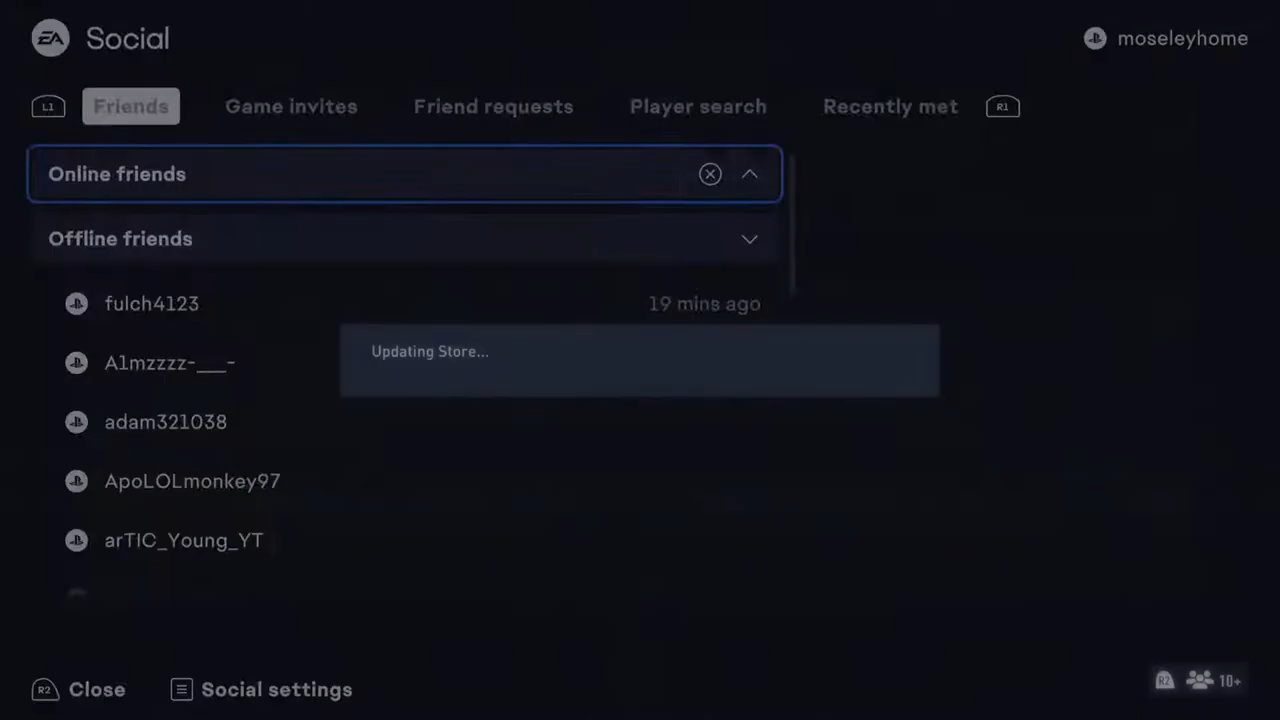 EA Social
moseleyhome
L1 Friends Game invites Friend requests Player search Recently met R1
Online friends
Offline friends
fulch4123 19 mins ago
Updating Store...
A1mzzzz-___-
adam321038
ApoLOLmonkey97
arTIC_Young_YT
R2 Close Social settings
R2 10+